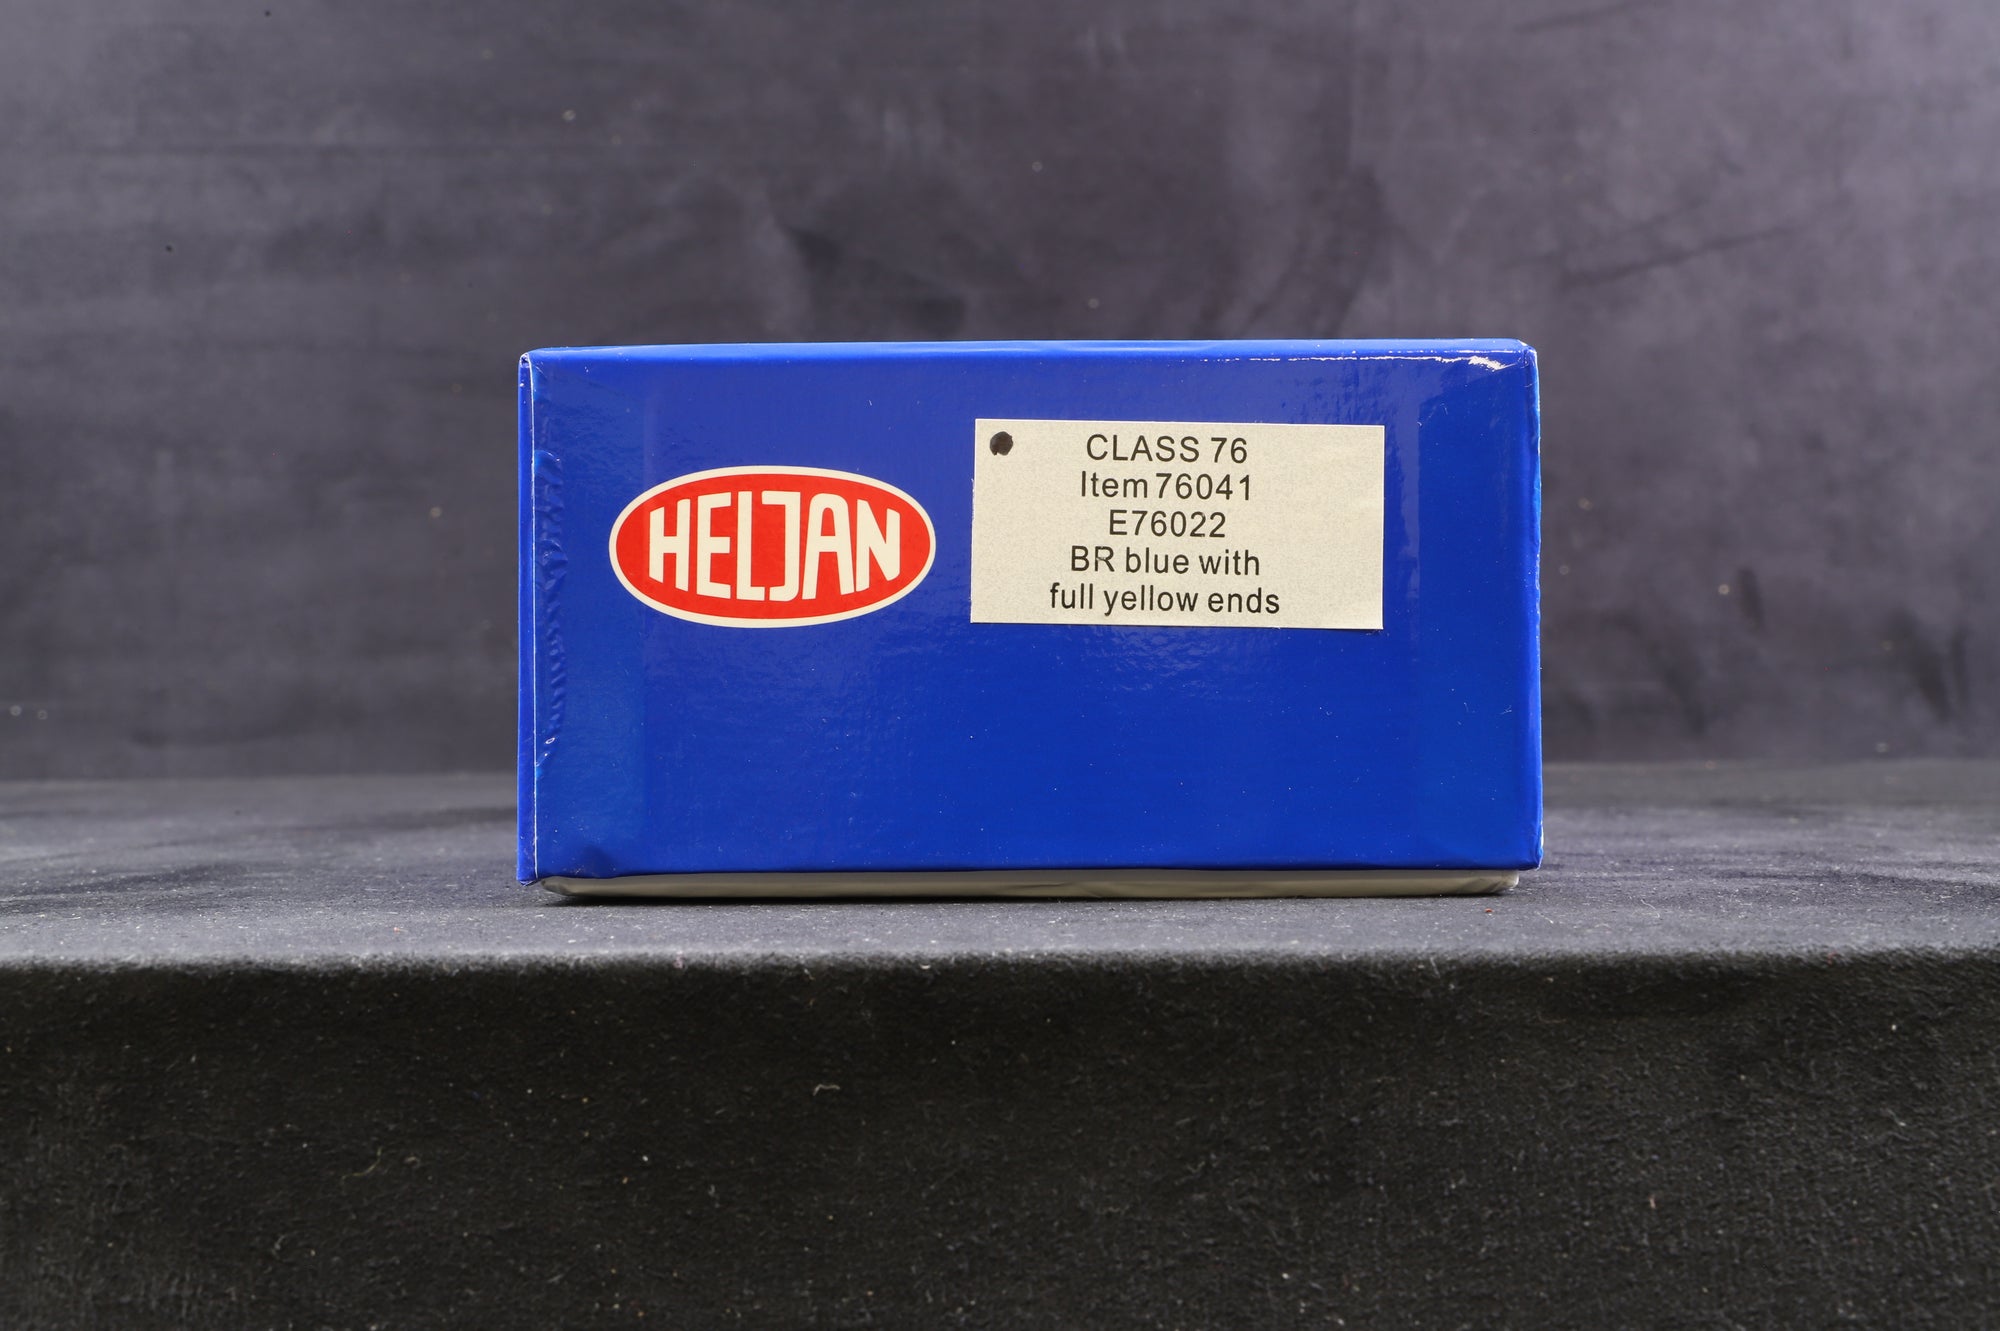 HELJAN
CLASS 76
Item 76041
E76022
BR blue with
full yellow ends